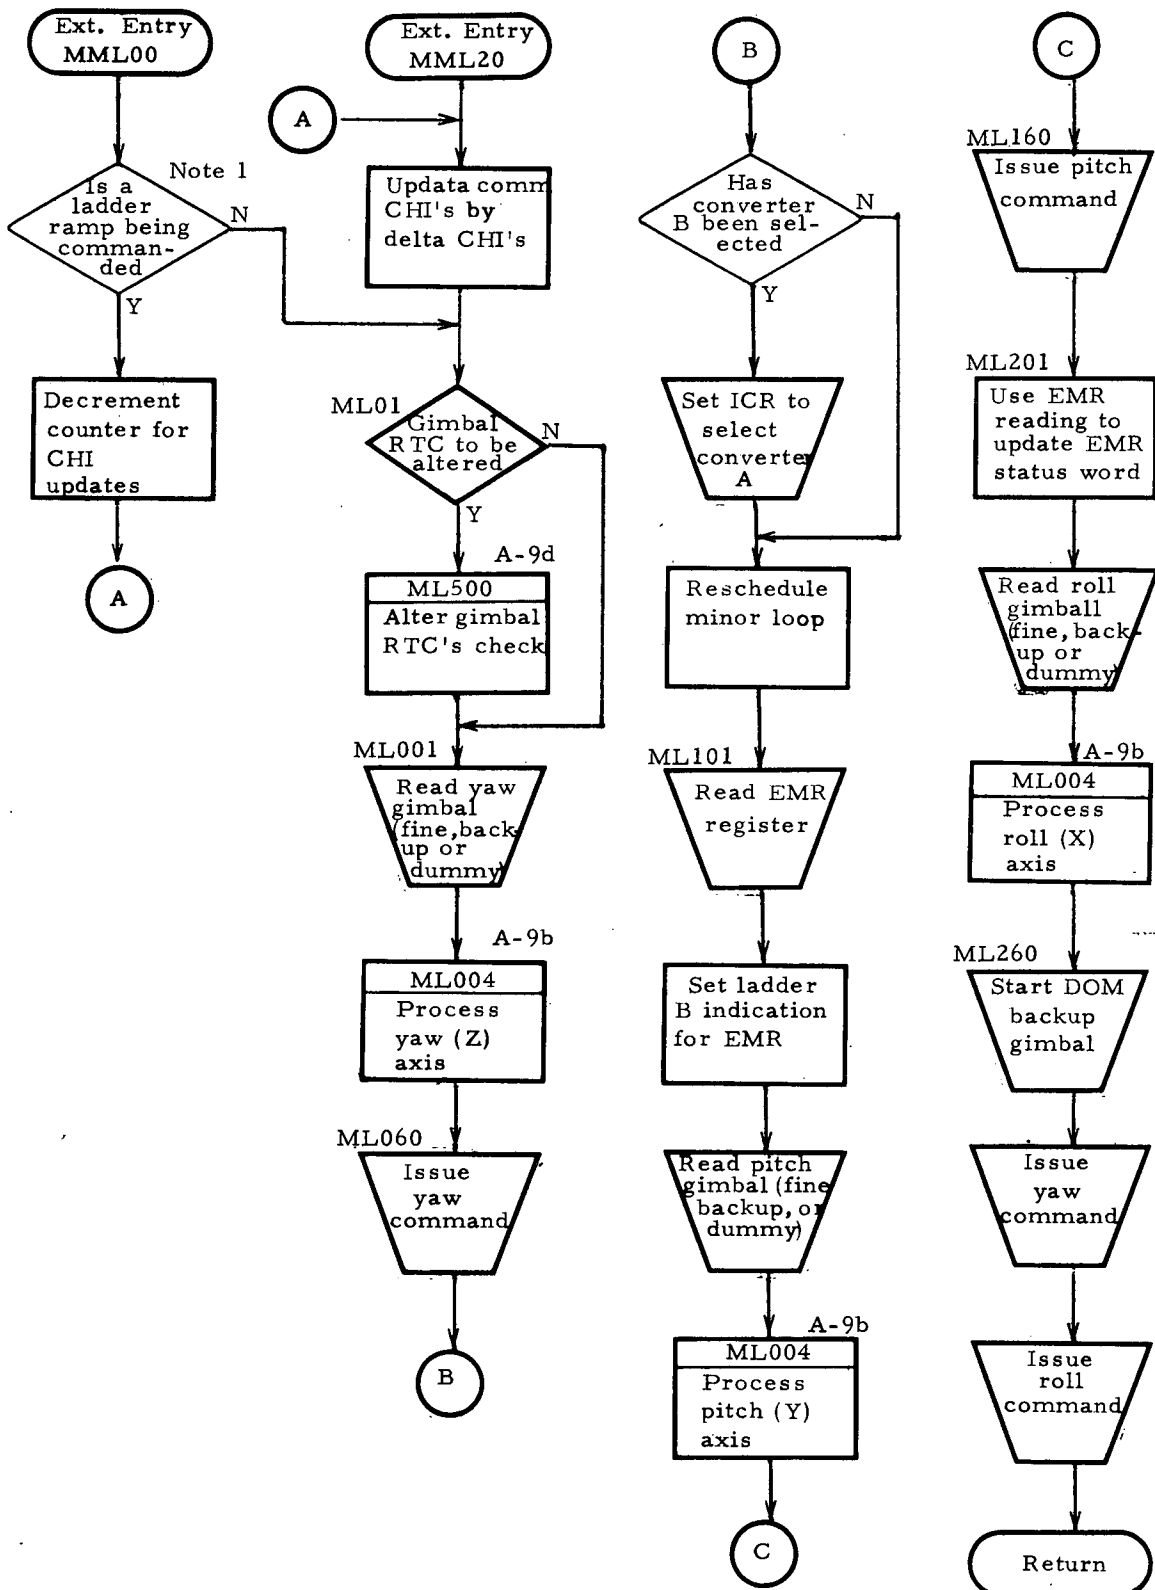 Ext. Entry
MML00
Note 1
Is a
ladder
ramp being
comman-
ded
N
Y
Decrement
counter for
CHI
updates
A
Ext. Entry
MML20
A
Updata comm
CHI's by
delta CHI's
ML01
Gimbal
RTC to be
altered
N
Y
A-9d
ML500
Alter gimbal
RTC's check
ML001
Read yaw
gimbal
(fine, back-
up or
dummy)
A-9b
ML004
Process
yaw (Z)
axis
ML060
Issue
yaw
command
B
B
Has
converter
B been sel-
ected
N
Y
Set ICR to
select
converter
A
Reschedule
minor loop
ML101
Read EMR
register
Set ladder
B indication
for EMR
Read pitch
gimbal (fine
backup, or
dummy)
A-9b
ML004
Process
pitch (Y)
axis
C
C
ML160
Issue pitch
command
ML201
Use EMR
reading to
update EMR
status word
Read roll
gimball
(fine, back-
up or
dummy)
A-9b
ML004
Process
roll (X)
axis
ML260
Start DOM
backup
gimbal
Issue
yaw
command
Issue
roll
command
Return